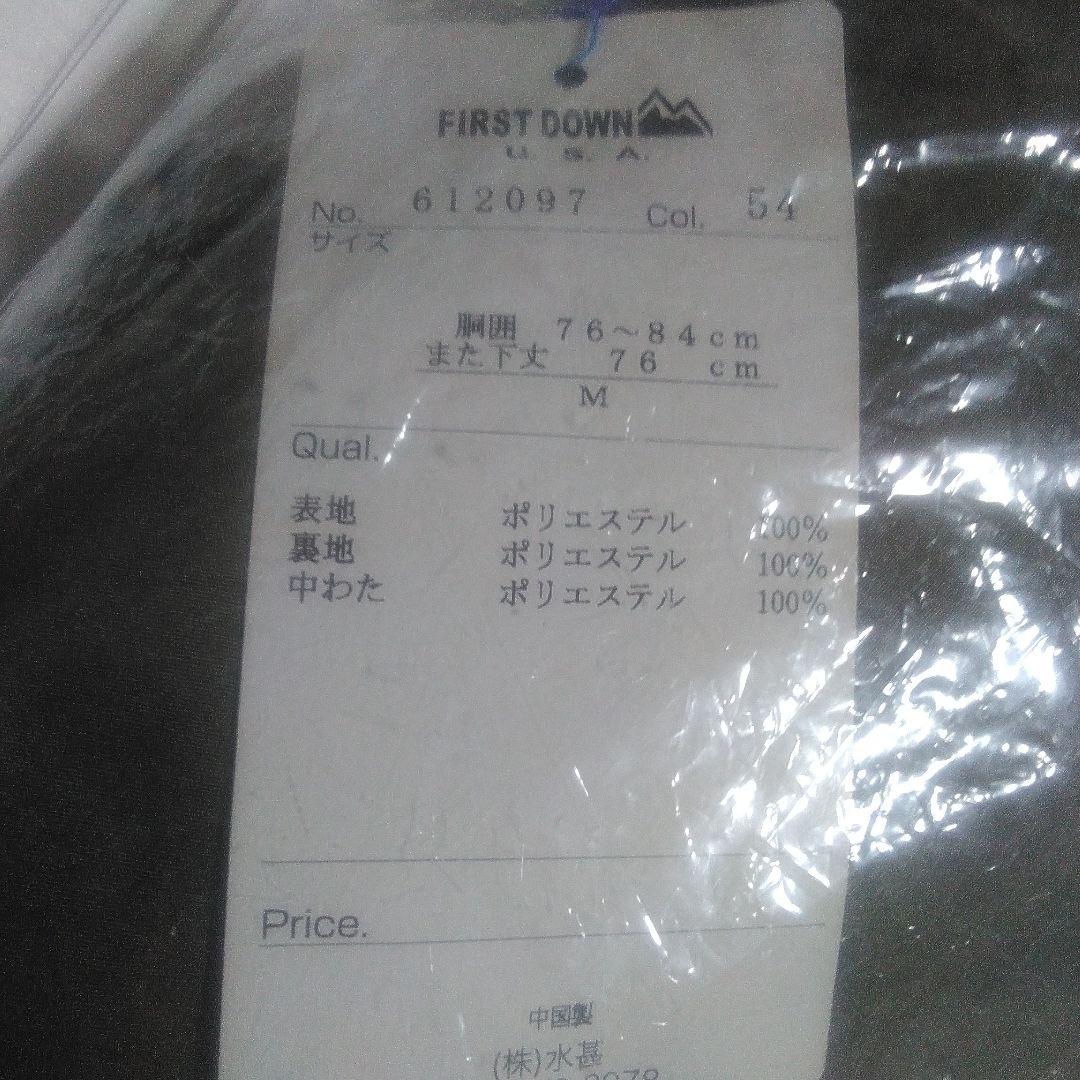 FIRST DOWN
U. S. A.
No. 612097 Col. 54
サイズ
胴囲 76～84cm
また下丈 76 cm
M
Qual.
表地 ポリエステル 100%
裏地 ポリエステル 100%
中わた ポリエステル 100%
Price.
中国製
(株)水甚